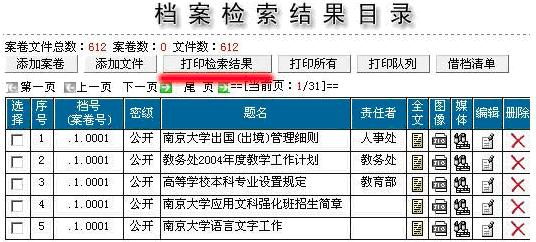 档案检索结果目录
案卷文件总数：612 案卷数：0 文件数：612
添加案卷 添加文件 打印检索结果 打印所有 打印队列 借档清单
第一页 上一页 下一页 尾 页 ==[当前页：1/31]==
选择 序号 档号(案卷号) 密级 题名 责任者 全文 图像 媒体 编辑 删除
1 .1.0001 公开 南京大学出国(出境)管理细则 人事处
2 .1.0001 公开 教务处2004年度教学工作计划 教务处
3 .1.0001 公开 高等学校本科专业设置规定 教育部
4 .1.0001 公开 南京大学应用文科强化班招生简章
5 .1.0001 公开 南京大学语言文字工作